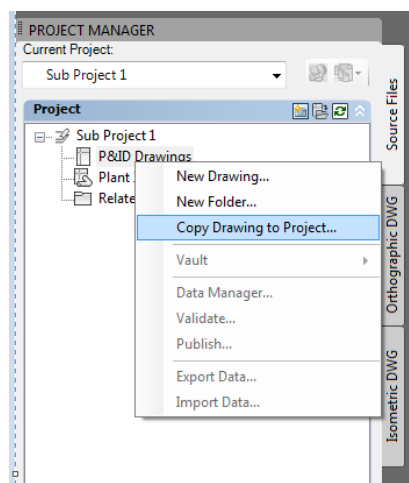 PROJECT MANAGER
Current Project:
Sub Project 1
Project
Sub Project 1
P&ID Drawings
Plant
Relate
New Drawing...
New Folder...
Copy Drawing to Project...
Vault
Data Manager...
Validate...
Publish...
Export Data...
Import Data...
Source Files
Orthographic DWG
Isometric DWG